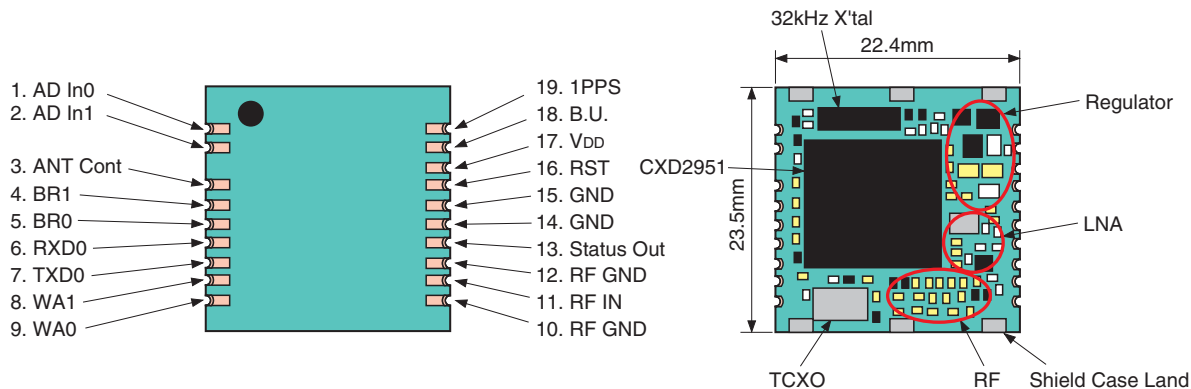 1. AD In0
2. AD In1
3. ANT Cont
4. BR1
5. BR0
6. RXD0
7. TXD0
8. WA1
9. WA0
19. 1PPS
18. B.U.
17. VDD
16. RST
15. GND
14. GND
13. Status Out
12. RF GND
11. RF IN
10. RF GND
32kHz X'tal
22.4mm
Regulator
CXD2951
23.5mm
LNA
TCXO
RF
Shield Case Land